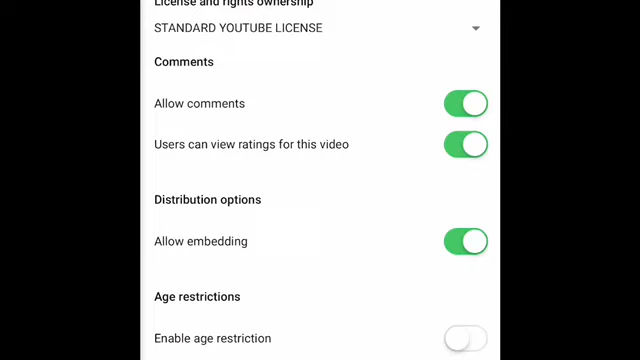 License and rights ownership
STANDARD YOUTUBE LICENSE
Comments
Allow comments
Users can view ratings for this video
Distribution options
Allow embedding
Age restrictions
Enable age restriction